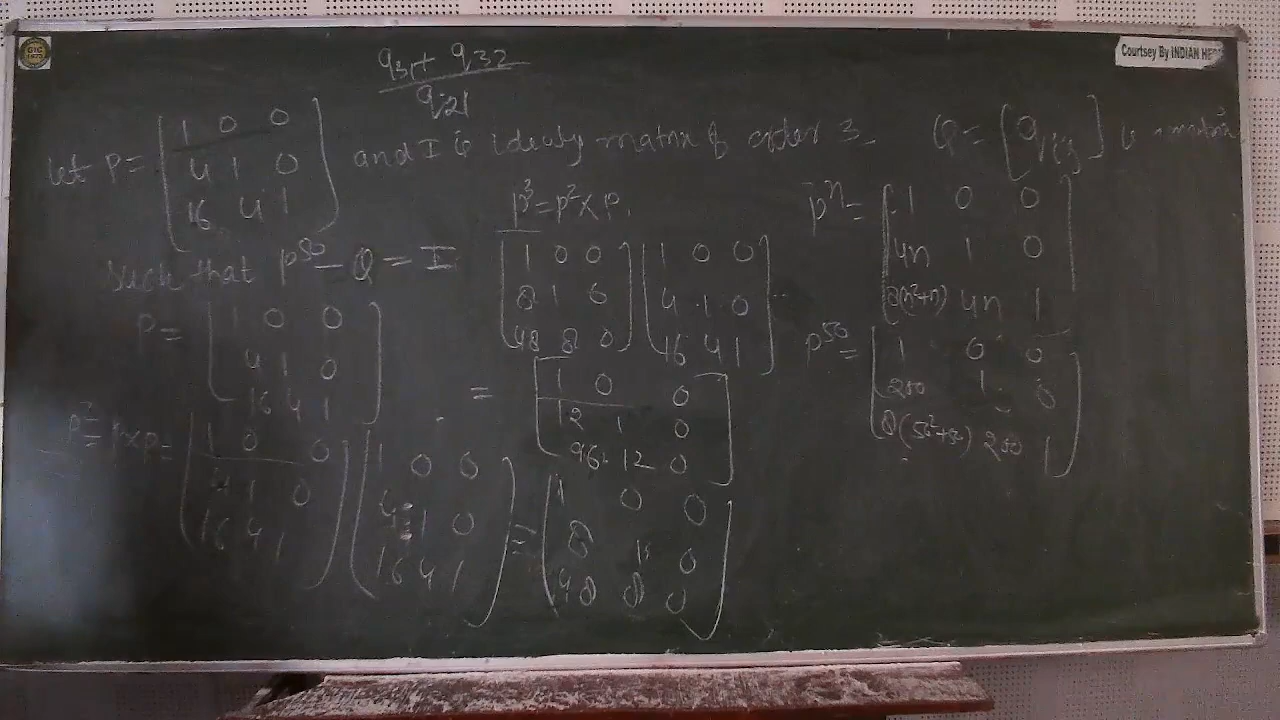 Courtsey By INDIAN HE
q31 + q32
q21
let P = [1 0 0
4 1 0
16 4 1] and I is idenity matrix of order 3. Q = [qij] is a matrix
such that P^50 - Q = I
P = [1 0 0
4 1 0
16 4 1]
P^2 = P×P = [1 0 0
4 1 0
16 4 1] [1 0 0
4 1 0
16 4 1] = [1 0 0
8 1 0
48 8 0]
P^3 = P^2 × P.
[1 0 0
8 1 0
48 8 0] [1 0 0
4 1 0
16 4 1]
= [1 0 0
12 1 0
96 12 0]
P^n = [1 0 0
4n 1 0
8(n^2+n) 4n 1]
P^50 = [1 0 0
200 1 0
8(50^2+50) 200 1]